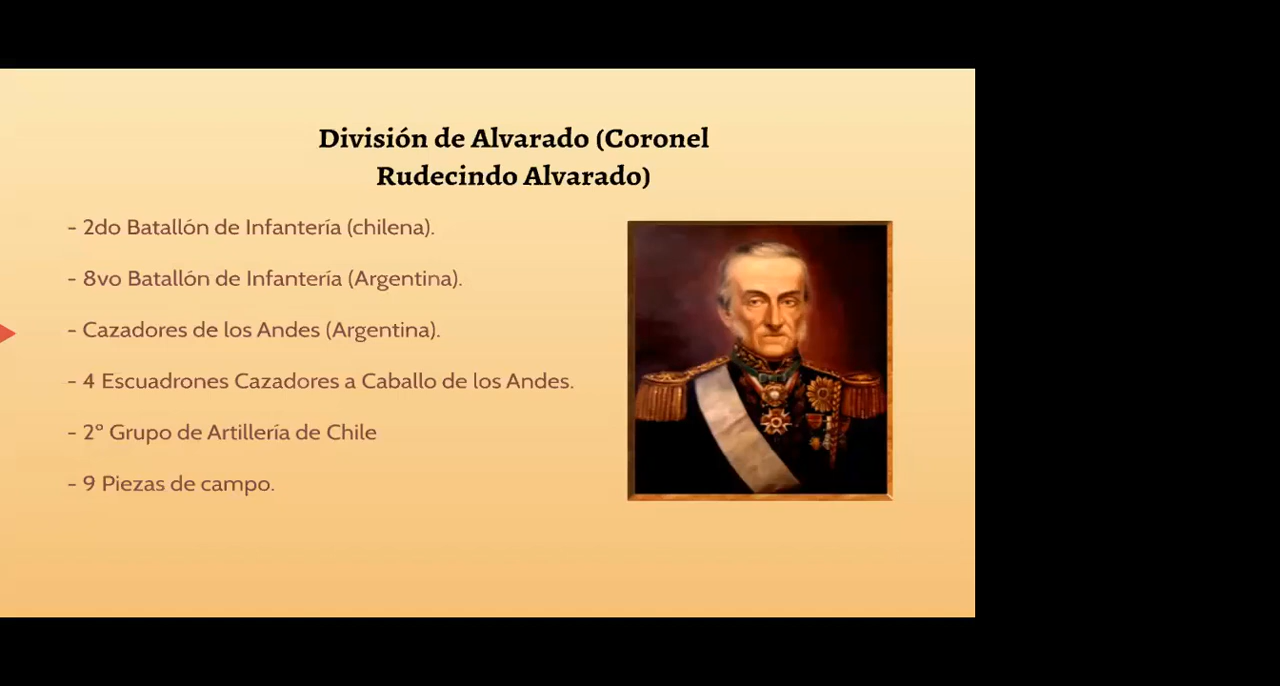 División de Alvarado (Coronel
Rudecindo Alvarado)
- 2do Batallón de Infantería (chilena).
- 8vo Batallón de Infantería (Argentina).
- Cazadores de los Andes (Argentina).
- 4 Escuadrones Cazadores a Caballo de los Andes.
- 2º Grupo de Artillería de Chile
- 9 Piezas de campo.